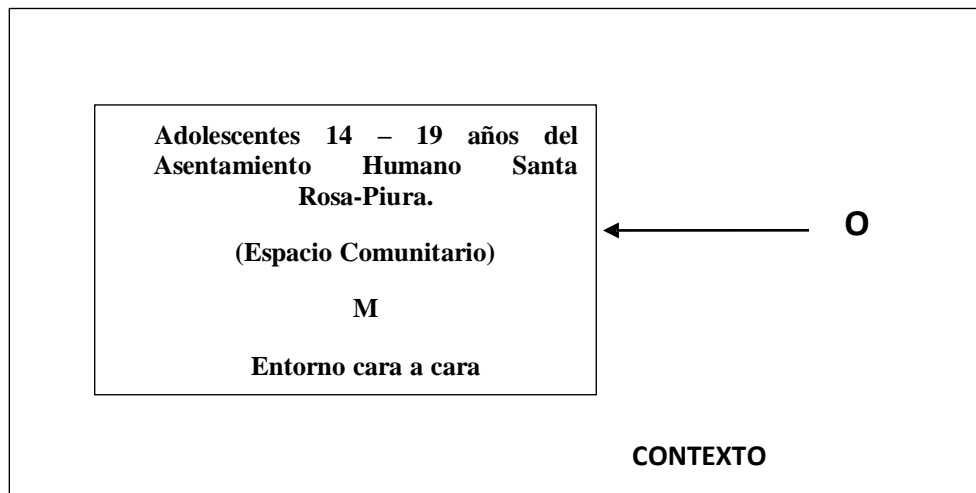 Adolescentes 14 – 19 años del
Asentamiento Humano Santa
Rosa-Piura.
(Espacio Comunitario)
O
M
Entorno cara a cara
CONTEXTO